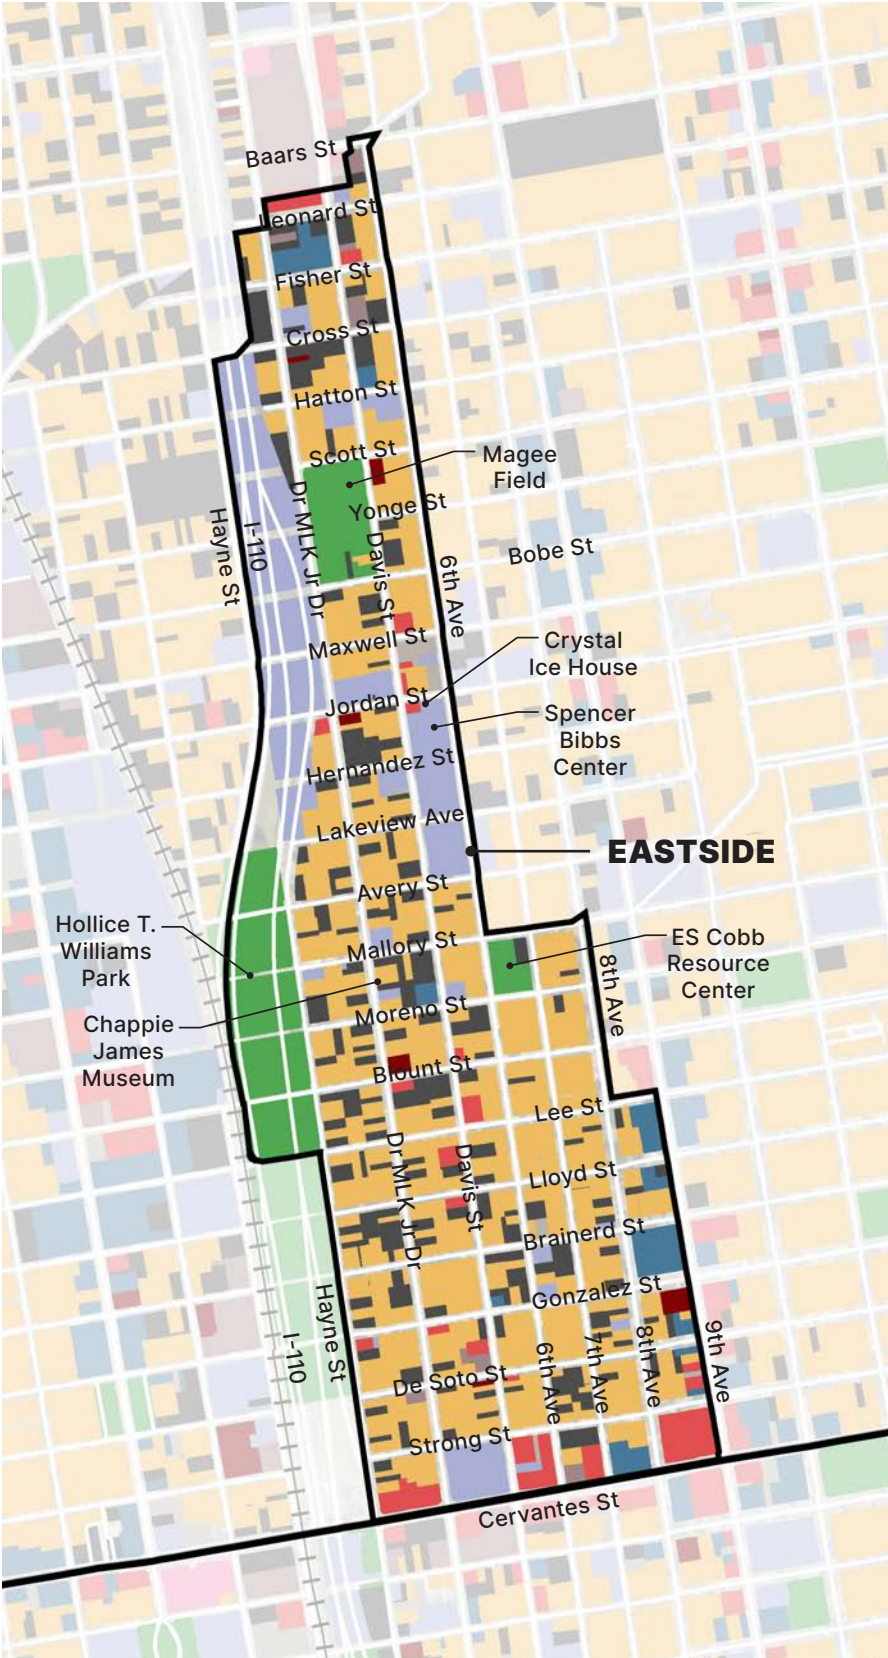 Baars St
Leonard St
Fisher St
Cross St
Hatton St
Scott St
Magee
Field
Yonge St
Hayne St
I-110
Dr MLK Jr Dr
Davis St
6th Ave
Bobe St
Maxwell St
Crystal
Ice House
Jordan St
Spencer
Bibbs
Center
Hernandez St
Lakeview Ave
EASTSIDE
Avery St
Hollice T.
Williams
Park
Mallory St
ES Cobb
Resource
Center
8th Ave
Chappie
James
Museum
Moreno St
Blount St
Lee St
Dr MLK Jr Dr
Davis St
Lloyd St
Brainerd St
Gonzalez St
Hayne St
I-110
6th Ave
7th Ave
8th Ave
9th Ave
De Soto St
Strong St
Cervantes St